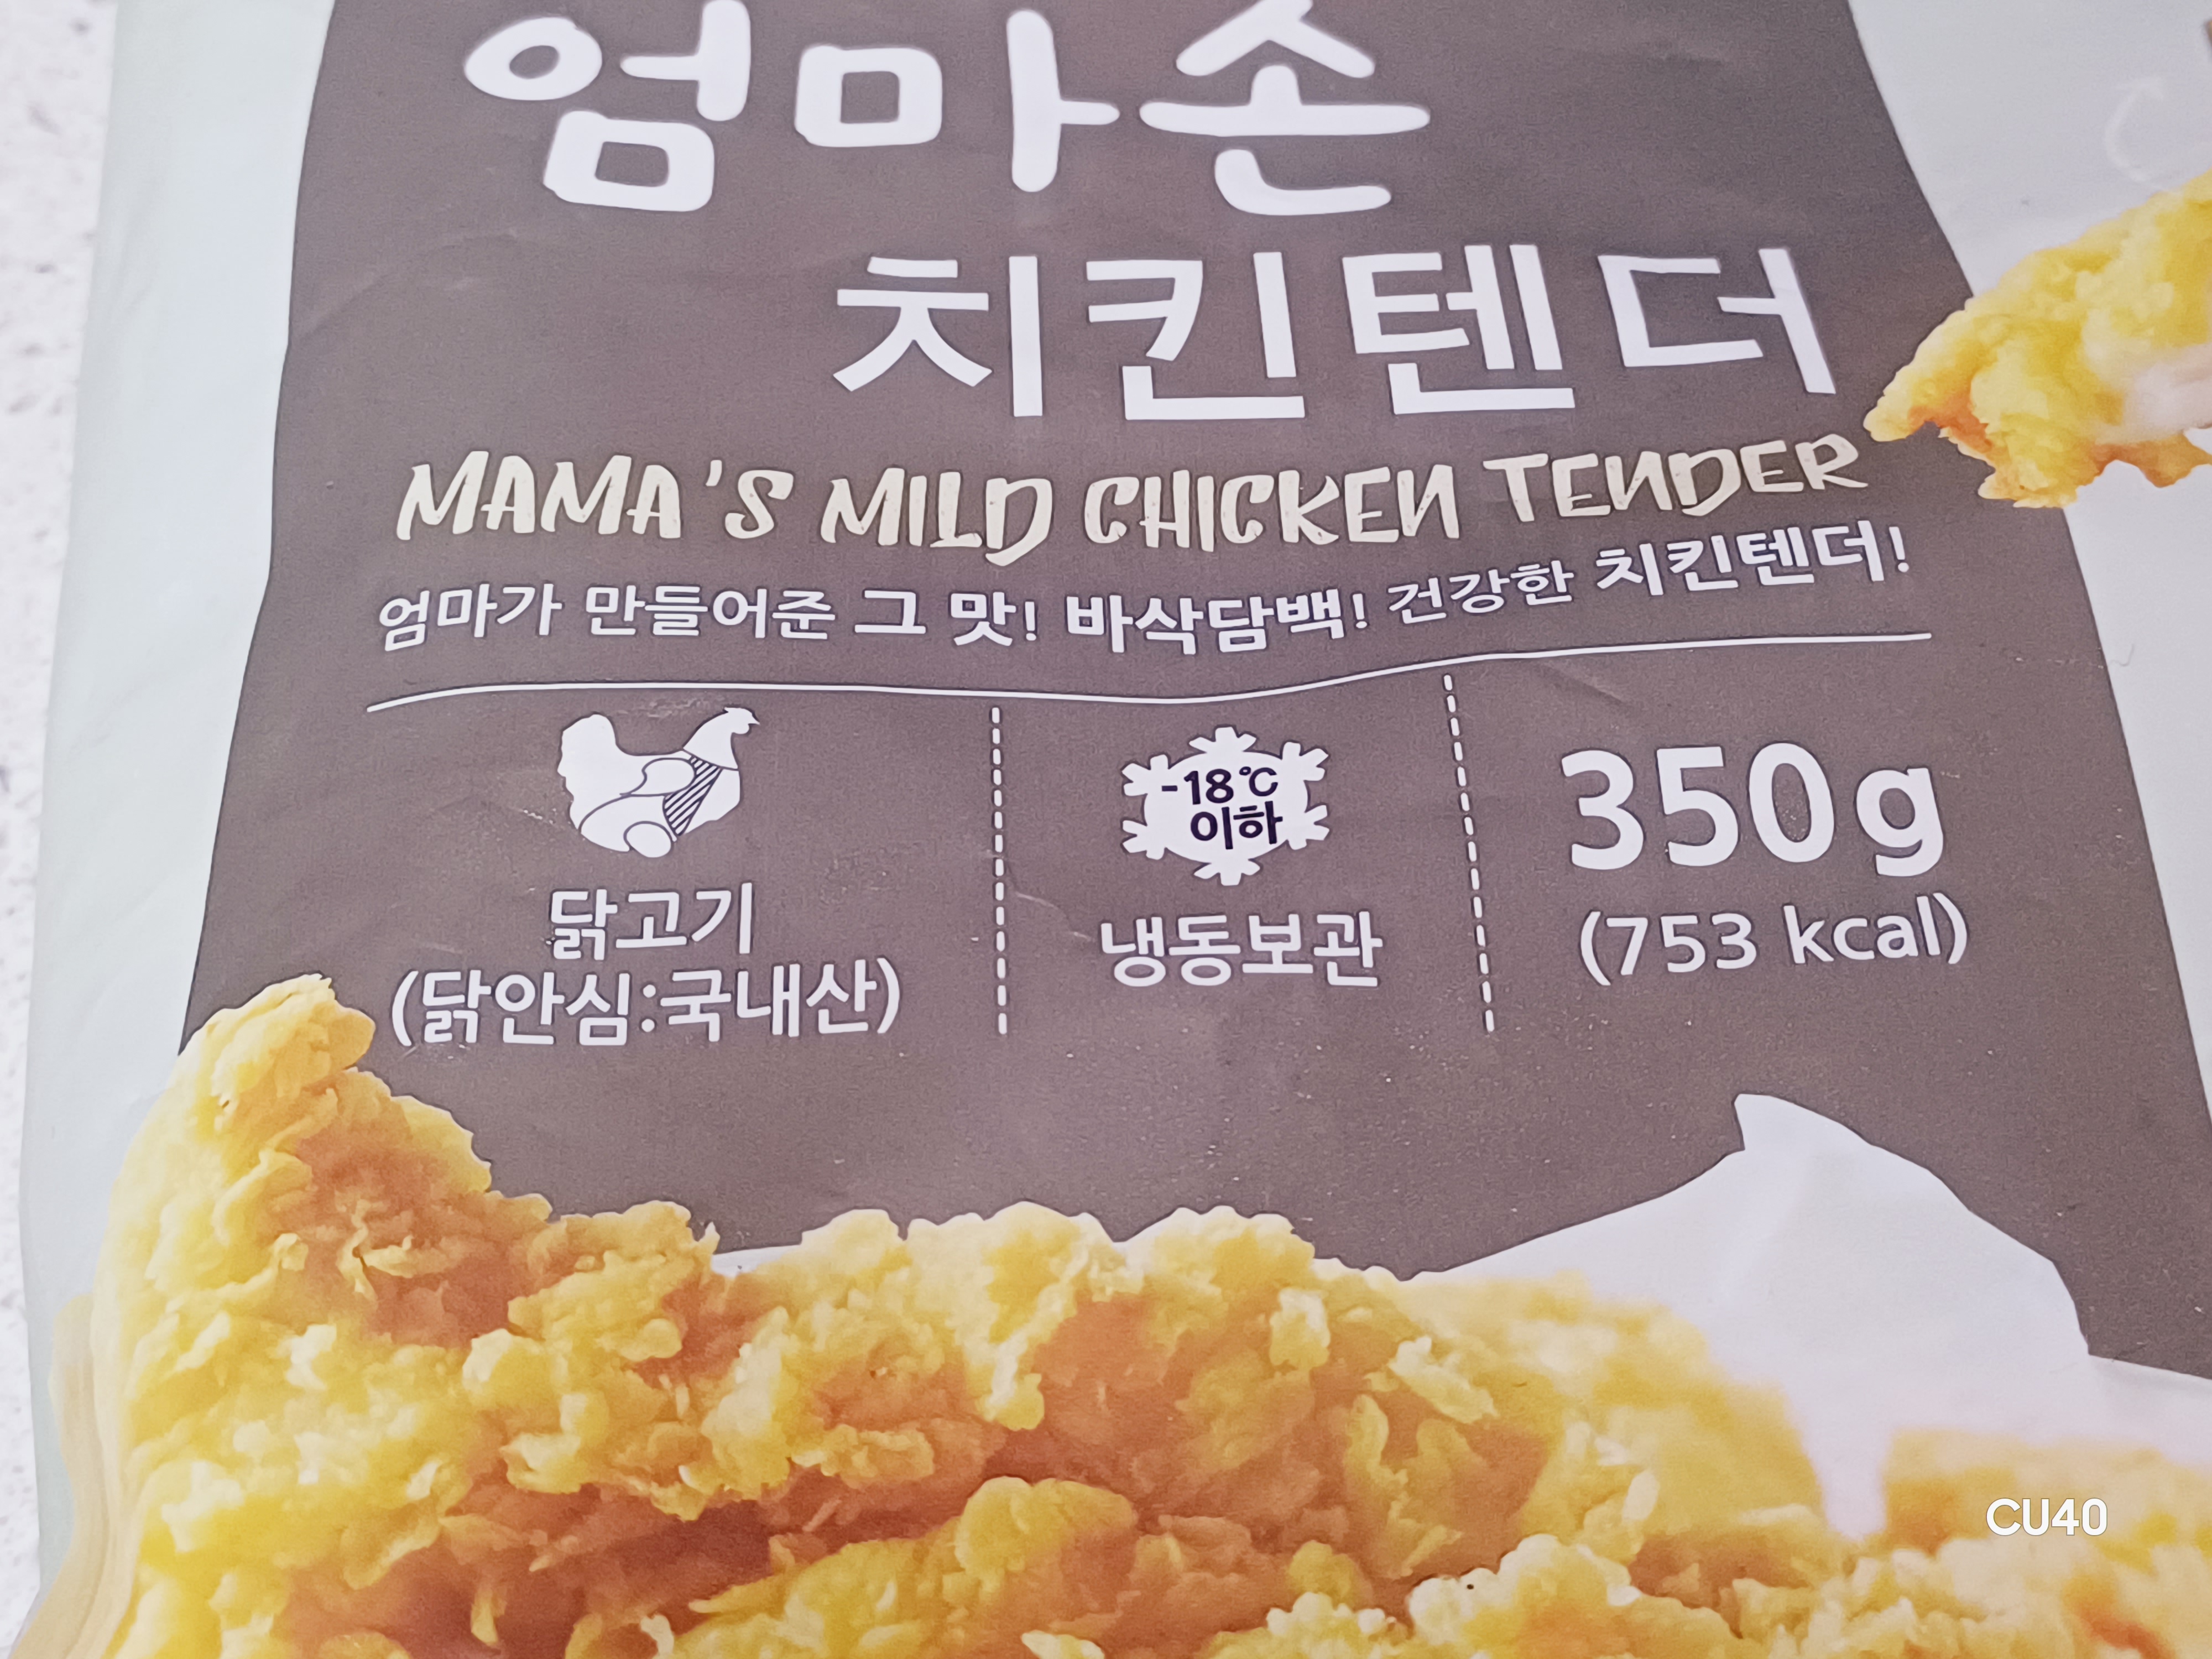 엄마손
치킨텐더
MAMA'S MILD CHICKEN TENDER
엄마가 만들어준 그 맛! 바삭담백! 건강한 치킨텐더!
-18℃
이하
350g
닭고기
(닭안심:국내산)
냉동보관
(753 kcal)
CU40